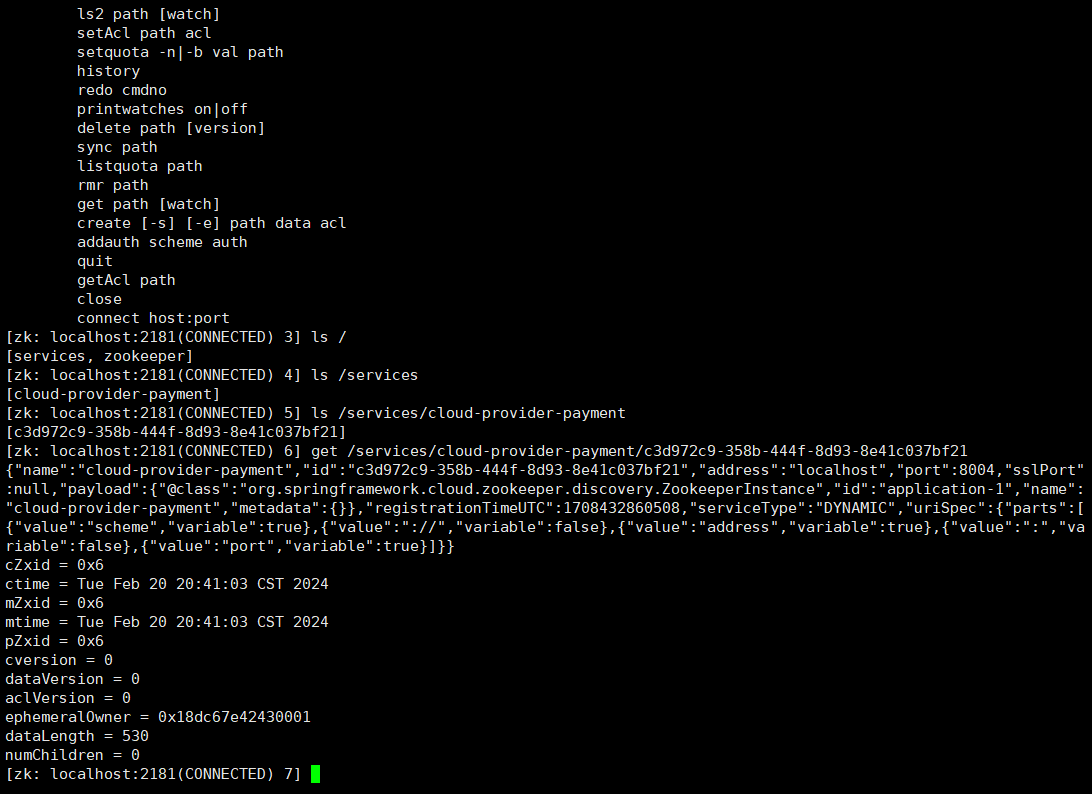 ls2 path [watch]
setAcl path acl
setquota -n|-b val path
history
redo cmdno
printwatches on|off
delete path [version]
sync path
listquota path
rmr path
get path [watch]
create [-s] [-e] path data acl
addauth scheme auth
quit
getAcl path
close
connect host:port
[zk: localhost:2181(CONNECTED) 3] ls /
[services, zookeeper]
[zk: localhost:2181(CONNECTED) 4] ls /services
[cloud-provider-payment]
[zk: localhost:2181(CONNECTED) 5] ls /services/cloud-provider-payment
[c3d972c9-358b-444f-8d93-8e41c037bf21]
[zk: localhost:2181(CONNECTED) 6] get /services/cloud-provider-payment/c3d972c9-358b-444f-8d93-8e41c037bf21
{"name":"cloud-provider-payment","id":"c3d972c9-358b-444f-8d93-8e41c037bf21","address":"localhost","port":8004,"sslPort"
:null,"payload":{"@class":"org.springframework.cloud.zookeeper.discovery.ZookeeperInstance","id":"application-1","name":
"cloud-provider-payment","metadata":{}},"registrationTimeUTC":1708432860508,"serviceType":"DYNAMIC","uriSpec":{"parts":[
{"value":"scheme","variable":true},{"value":"://","variable":false},{"value":"address","variable":true},{"value":":","va
riable":false},{"value":"port","variable":true}]}}
cZxid = 0x6
ctime = Tue Feb 20 20:41:03 CST 2024
mZxid = 0x6
mtime = Tue Feb 20 20:41:03 CST 2024
pZxid = 0x6
cversion = 0
dataVersion = 0
aclVersion = 0
ephemeralOwner = 0x18dc67e42430001
dataLength = 530
numChildren = 0
[zk: localhost:2181(CONNECTED) 7]